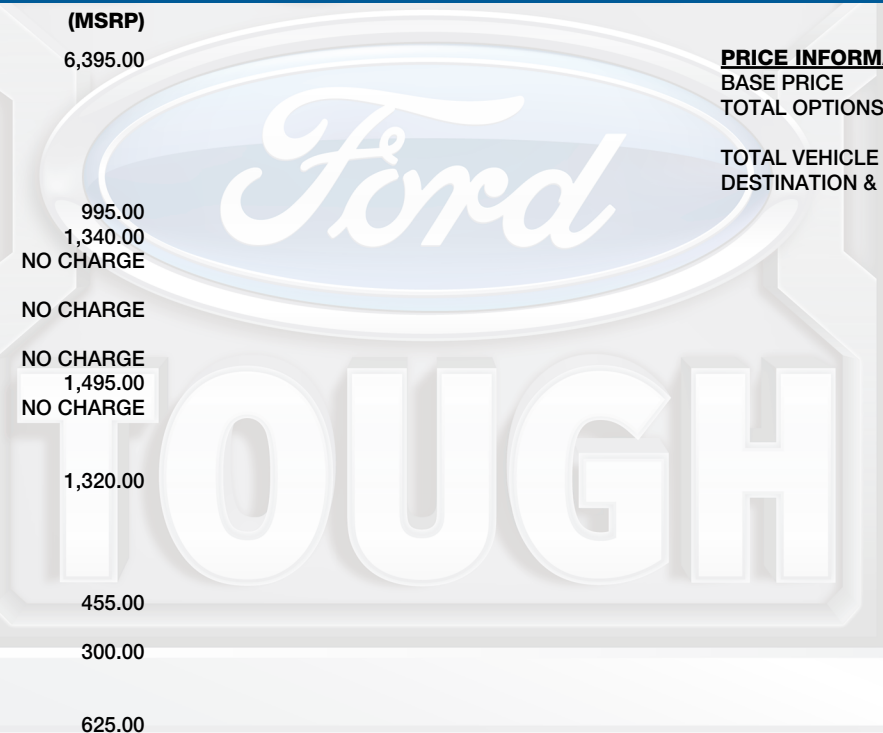 (MSRP)
6,395.00
995.00
1,340.00
NO CHARGE
NO CHARGE
NO CHARGE
1,495.00
NO CHARGE
1,320.00
455.00
300.00
625.00
PRICE INFORMA
BASE PRICE
TOTAL OPTIONS
TOTAL VEHICLE
DESTINATION &
Ford
TOUGH